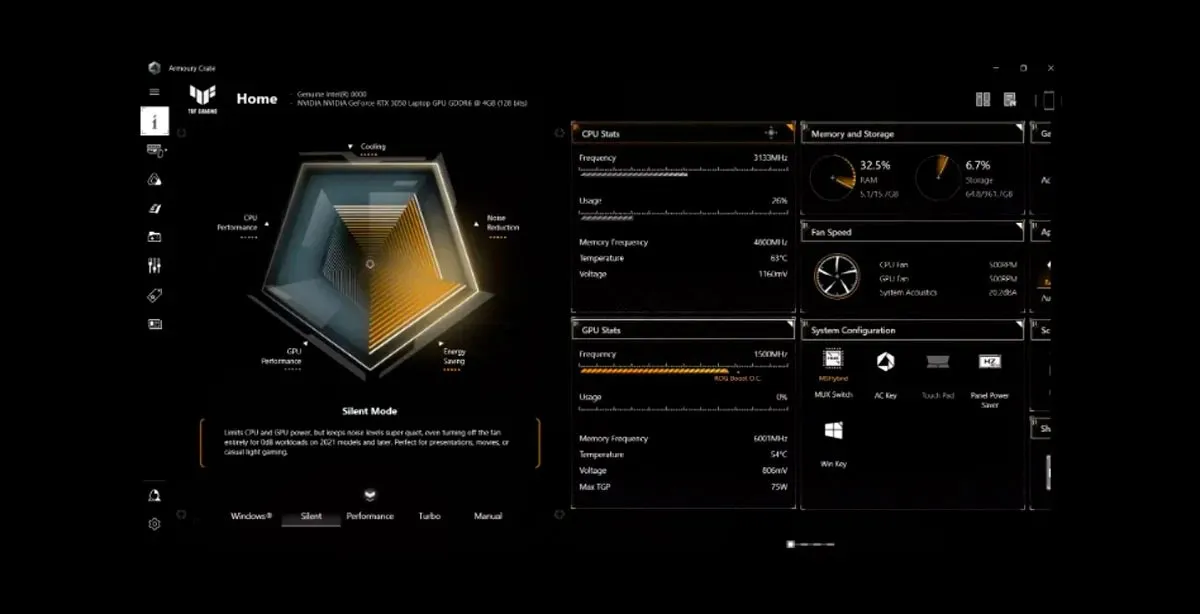 Armoury Crate
TUF GAMING
Home
Genuine Intel(R) 0000
NVIDIA NVIDIA GeForce RTX 3050 Laptop GPU GDDR6 @ 4GB (128 bits)
Cooling
CPU
Performance
Noise
Reduction
GPU
Performance
Energy
Saving
Silent Mode
Limits CPU and GPU power, but keeps noise levels super quiet, even turning off the fan
entirely for 0dB workloads on 2021 models and later. Perfect for presentations, movies, or
casual light gaming.
Windows® Silent Performance Turbo Manual
CPU Stats
Frequency 3133MHz
Usage 26%
Memory Frequency 4800MHz
Temperature 63°C
Voltage 1160mV
GPU Stats
Frequency 1500MHz
ROG Boost O.C.
Usage 0%
Memory Frequency 6001MHz
Temperature 54°C
Voltage 806mV
Max TGP 75W
Memory and Storage
32.5%
RAM
5.1/15.7GB
6.7%
Storage
64.8/961.7GB
Fan Speed
CPU Fan 500RPM
GPU Fan 500RPM
System Acoustics 20.2dBA
System Configuration
MSHybrid
MUX Switch
AC Key
Touch Pad
HZ
Panel Power
Saver
Win Key
Ge
Ac
Ap
Au
Sc
Sh